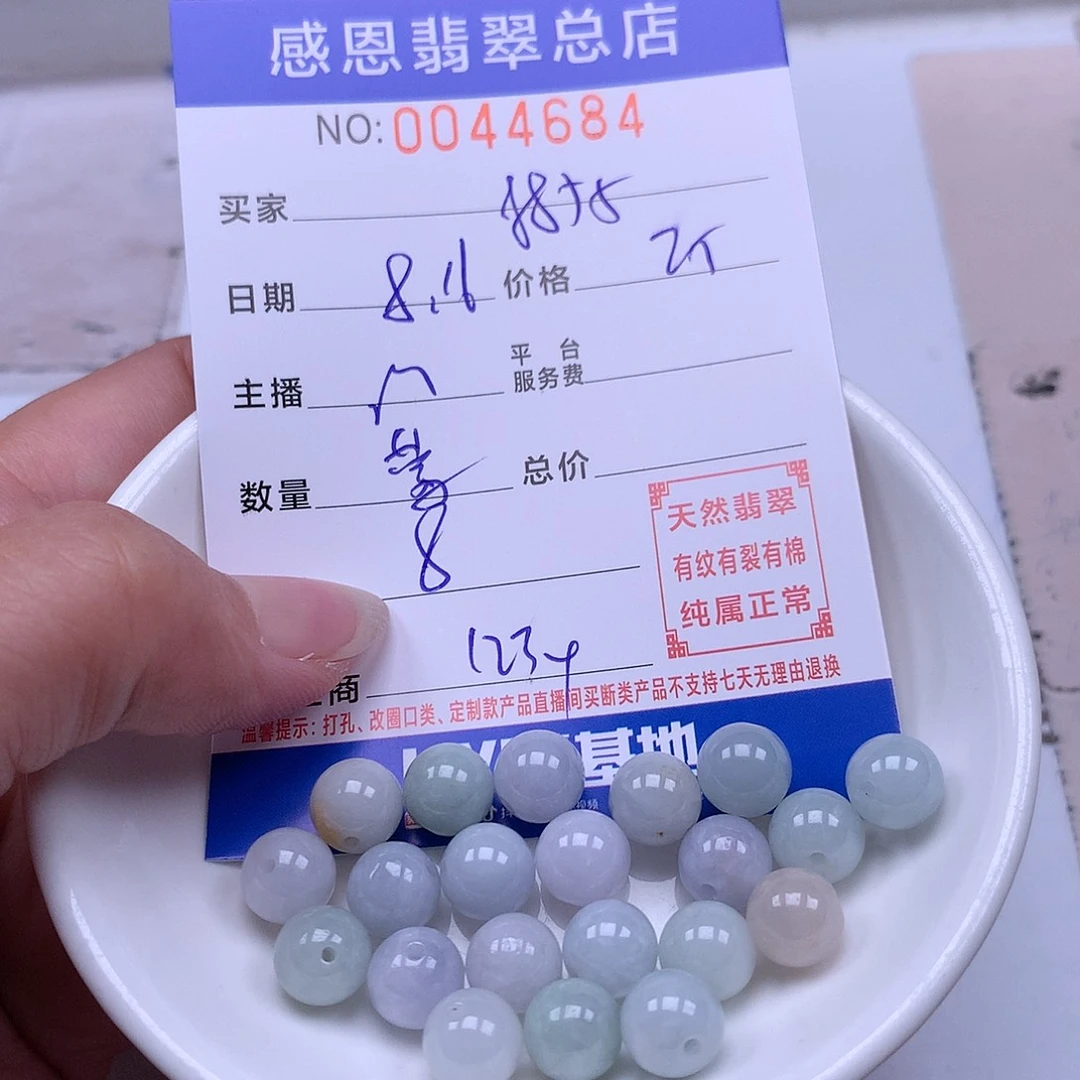 感恩翡翠总店
NO:0044684
买家
日期 8.16 价格
主播 平台服务费
数量 总价
8
天然翡翠
有纹有裂有棉
纯属正常
商 1234
温馨提示：打孔、改圈口类、定制款产品直播间买断类产品不支持七天无理由退换
基地